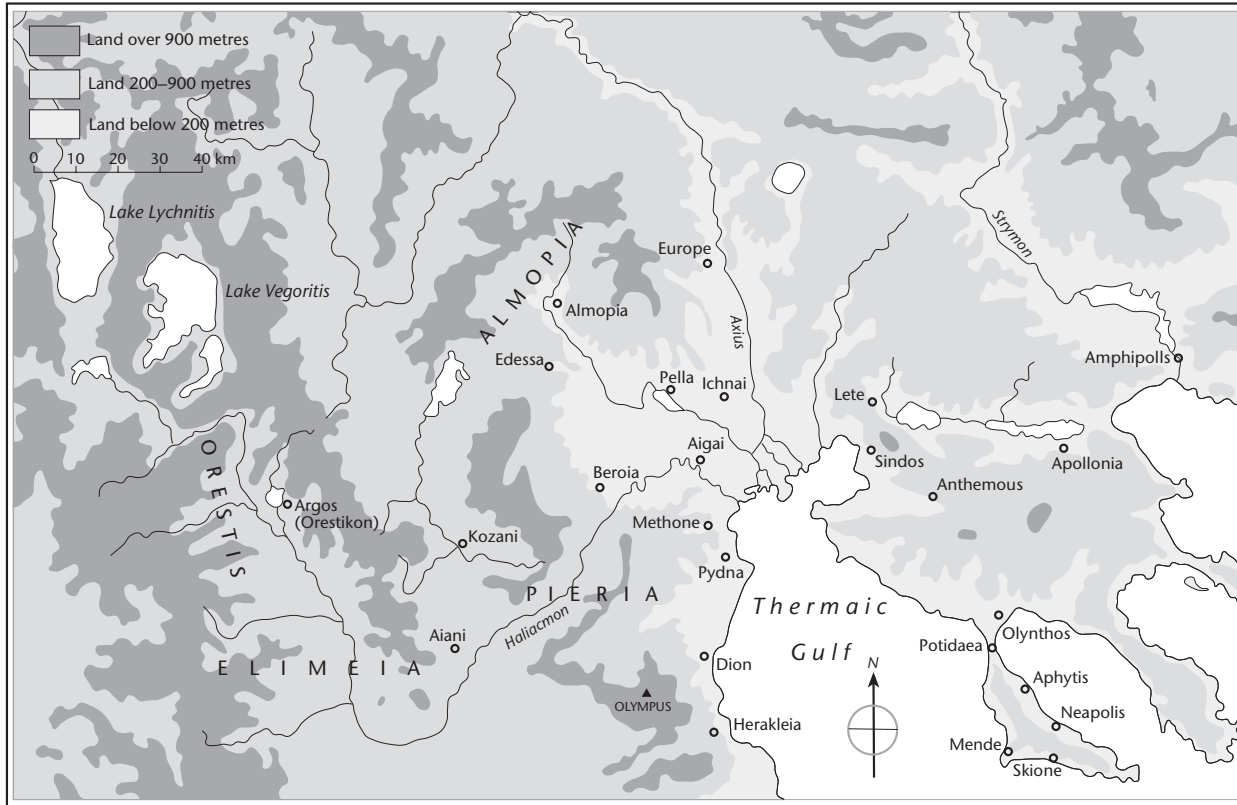 Land over 900 metres
Land 200–900 metres
Land below 200 metres
0 10 20 30 40 km
Lake Lychnitis
Lake Vegoritis
ALMOPIA
Europe
Strymon
Almopia
Axius
Edessa
Amphipolls
Pella
Ichnai
Lete
Aigai
Sindos
Apollonia
Beroia
Anthemous
ORESTIS
Argos
(Orestikon)
Methone
Kozani
Pydna
PIERIA
Thermaic
Gulf
Haliacmon
Olynthos
Aiani
Potidaea
ELIMEIA
Dion
N
Aphytis
OLYMPUS
Neapolis
Herakleia
Mende
Skione